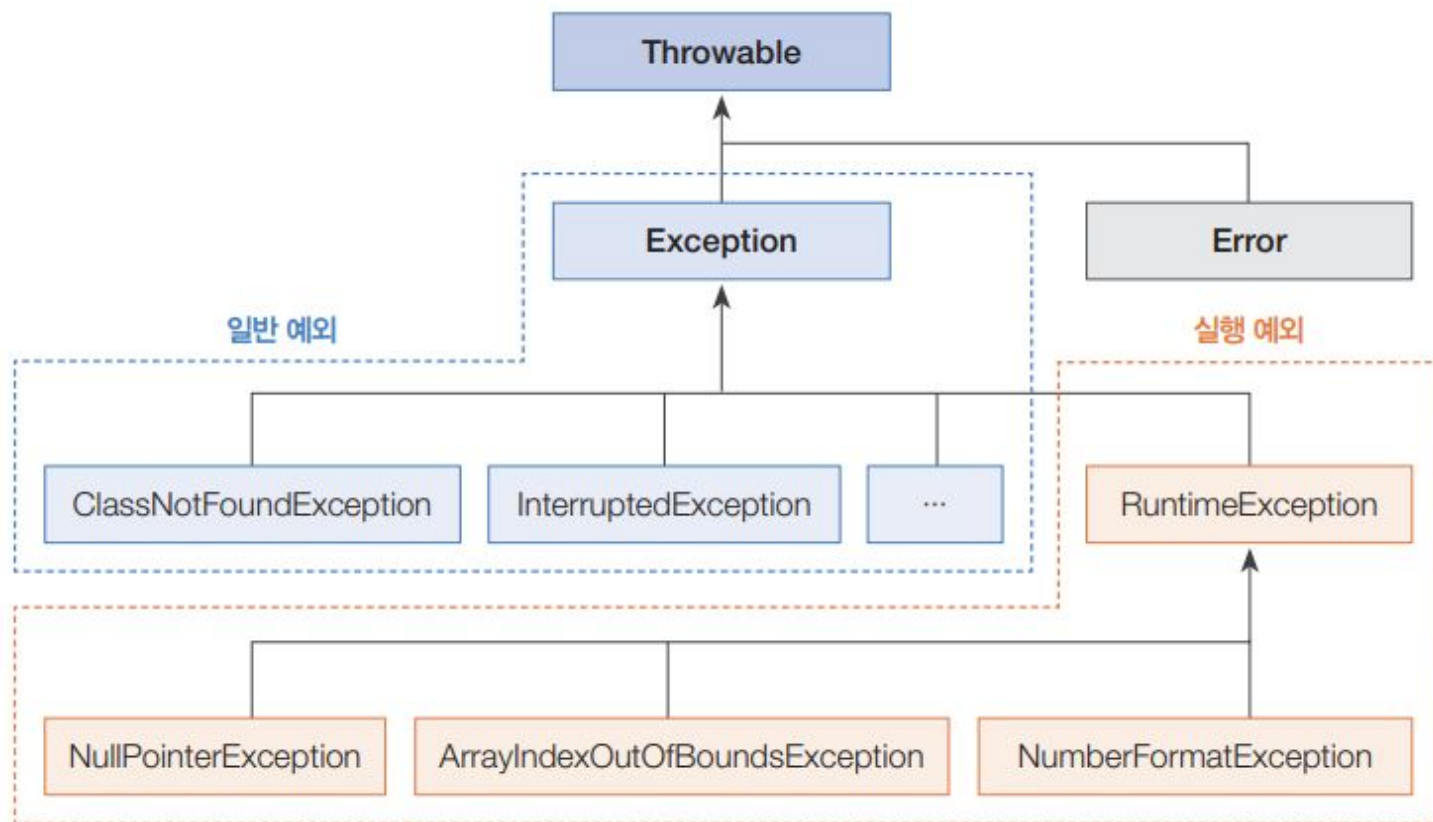 Throwable
Exception
Error
일반 예외
실행 예외
ClassNotFoundException
InterruptedException
...
RuntimeException
NullPointerException
ArrayIndexOutOfBoundsException
NumberFormatException